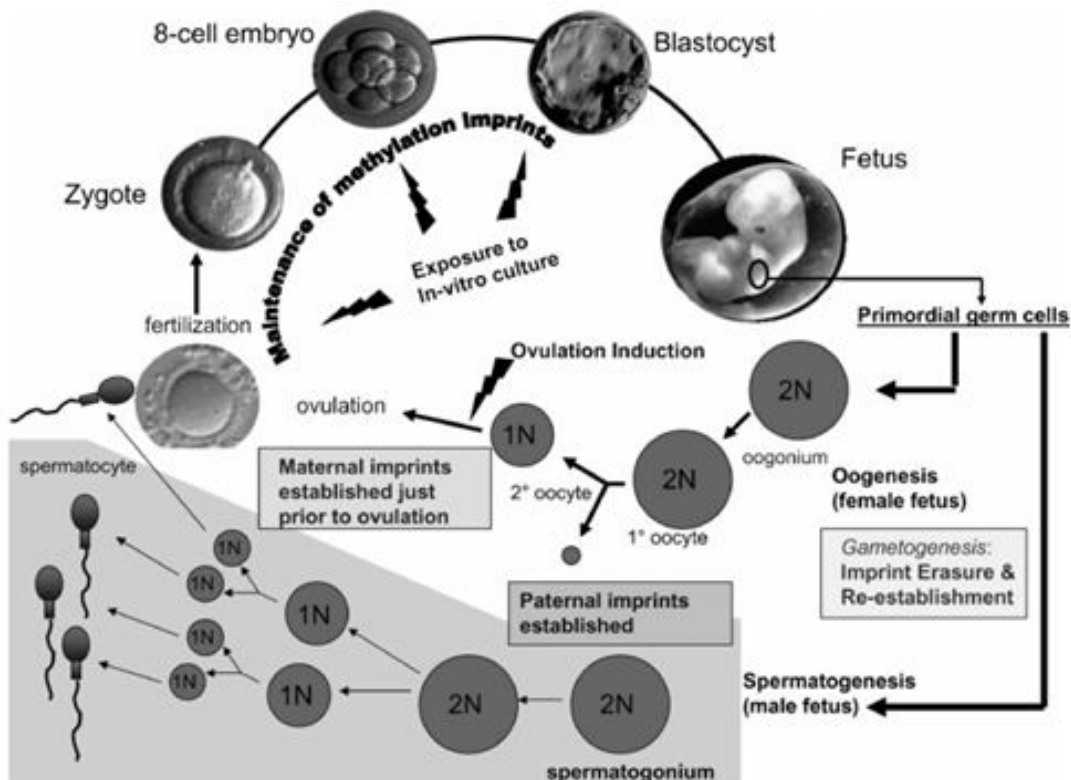 8-cell embryo
Blastocyst
Zygote
Fetus
Maintenance of methylation imprints
Exposure to
In-vitro culture
fertilization
Primordial germ cells
Ovulation Induction
2N
ovulation
1N
oogonium
spermatocyte
Maternal imprints
established just
prior to ovulation
2° oocyte
2N
1° oocyte
Oogenesis
(female fetus)
Gametogenesis:
Imprint Erasure &
Re-establishment
1N
1N
1N
Paternal imprints
established
1N
1N
1N
2N
2N
Spermatogenesis
(male fetus)
spermatogonium